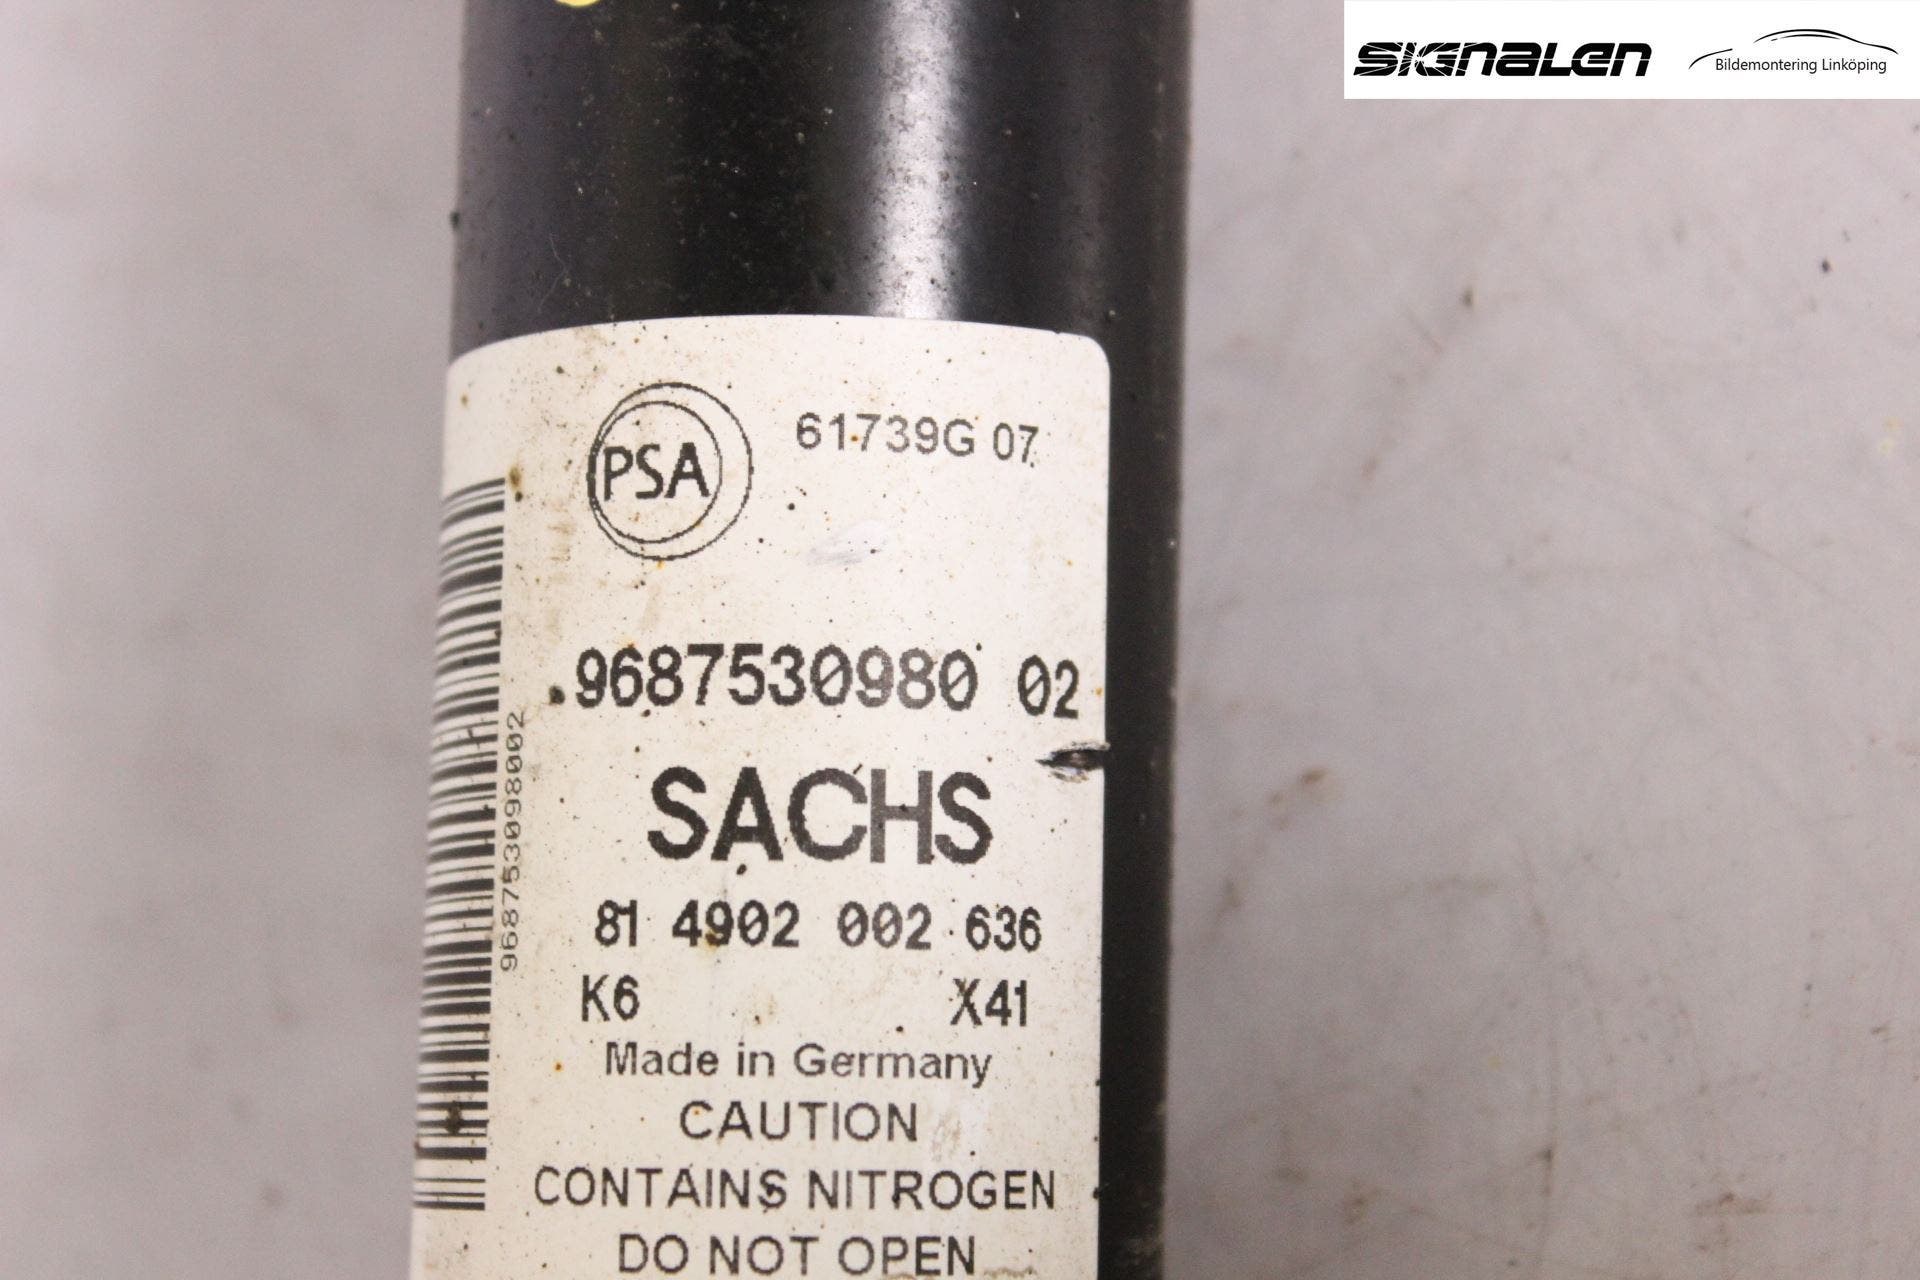 SIGNALEN
Bildemontering Linköping
PSA
61739G 07
9687530980 02
968753098002
SACHS
81 4902 002 636
K6 X41
Made in Germany
CAUTION
CONTAINS NITROGEN
DO NOT OPEN